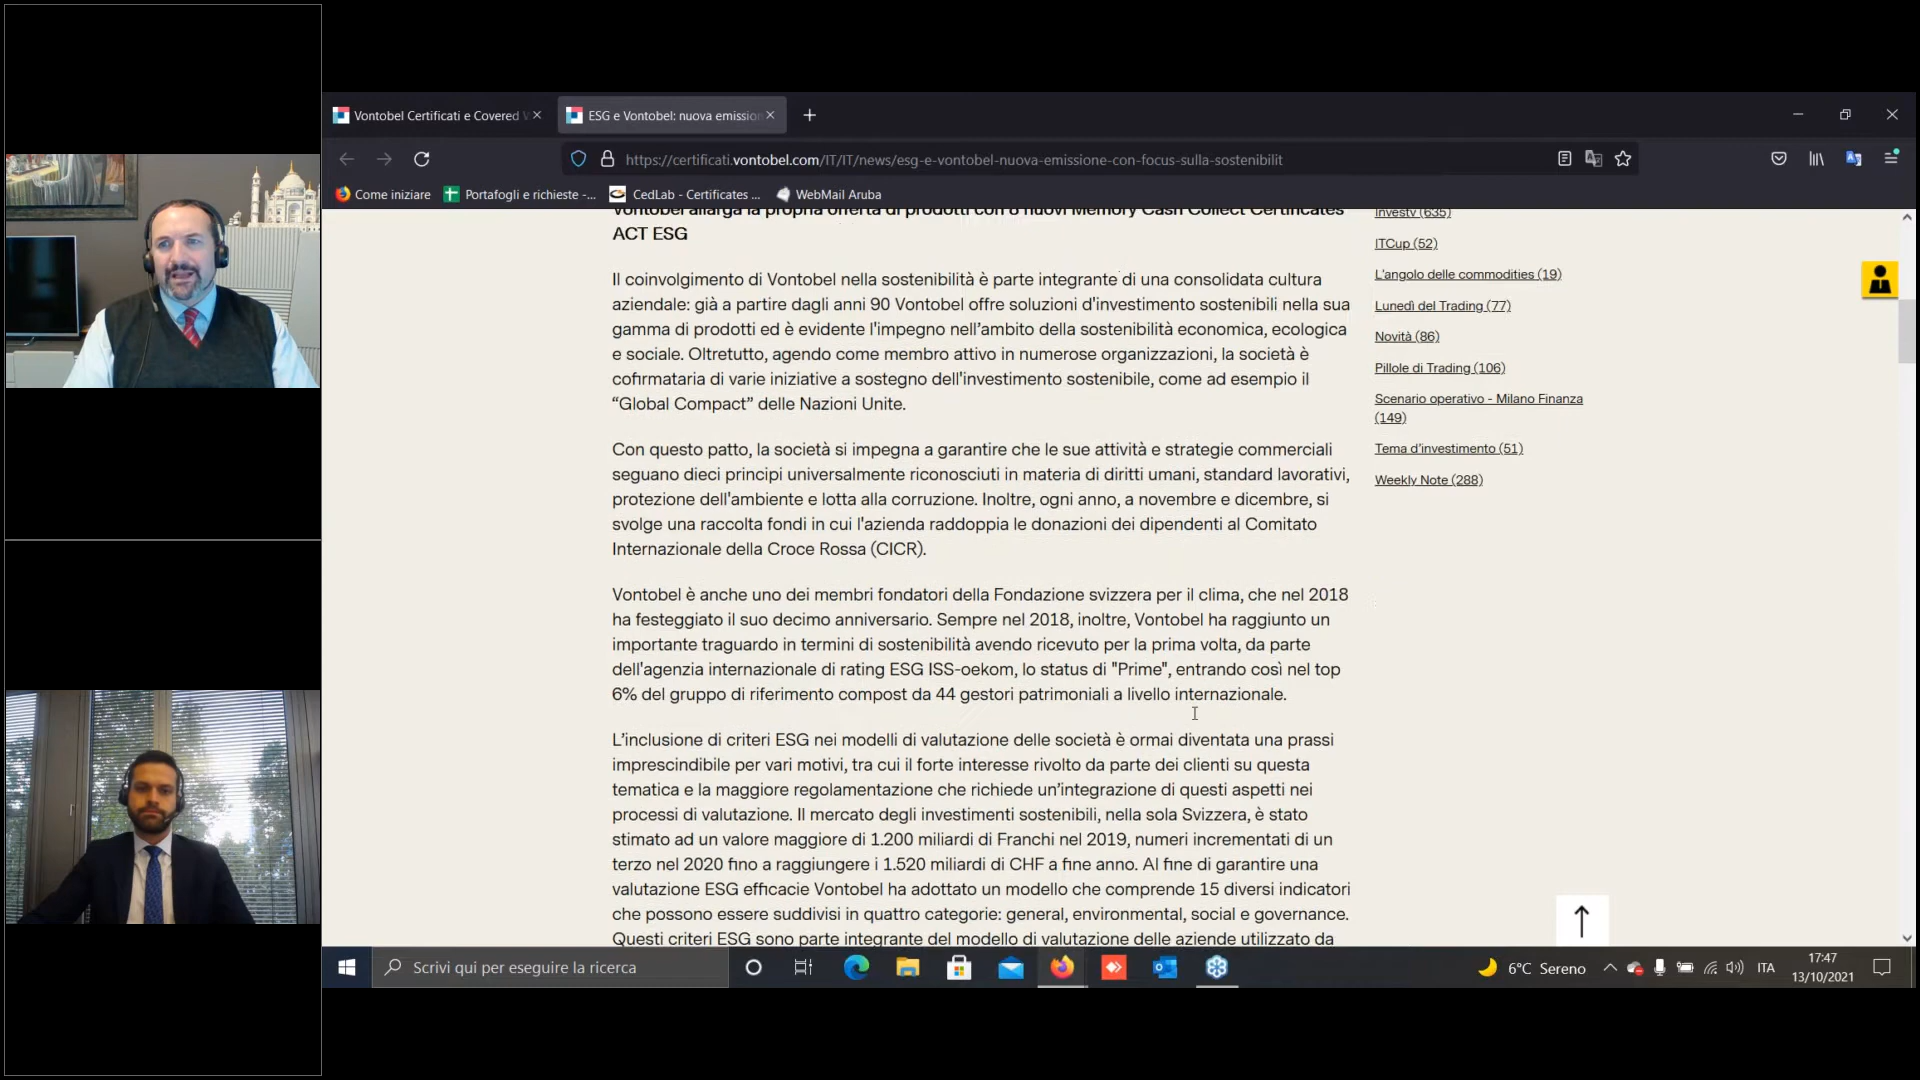 Vontobel Certificati e Covered
ESG e Vontobel: nuova emissio
https://certificati.vontobel.com/IT/IT/news/esg-e-vontobel-nuova-emissione-con-focus-sulla-sostenibilit
Come iniziare
Portafogli e richieste -...
CedLab - Certificates ...
WebMail Aruba
Vontobel allarga la propria offerta di prodotti con 8 nuovi Memory Cash Collect Certificates
ACT ESG
Il coinvolgimento di Vontobel nella sostenibilità è parte integrante di una consolidata cultura
aziendale: già a partire dagli anni 90 Vontobel offre soluzioni d'investimento sostenibili nella sua
gamma di prodotti ed è evidente l'impegno nell'ambito della sostenibilità economica, ecologica
e sociale. Oltretutto, agendo come membro attivo in numerose organizzazioni, la società è
cofirmataria di varie iniziative a sostegno dell'investimento sostenibile, come ad esempio il
“Global Compact” delle Nazioni Unite.
Con questo patto, la società si impegna a garantire che le sue attività e strategie commerciali
seguano dieci principi universalmente riconosciuti in materia di diritti umani, standard lavorativi,
protezione dell'ambiente e lotta alla corruzione. Inoltre, ogni anno, a novembre e dicembre, si
svolge una raccolta fondi in cui l'azienda raddoppia le donazioni dei dipendenti al Comitato
Internazionale della Croce Rossa (CICR).
Vontobel è anche uno dei membri fondatori della Fondazione svizzera per il clima, che nel 2018
ha festeggiato il suo decimo anniversario. Sempre nel 2018, inoltre, Vontobel ha raggiunto un
importante traguardo in termini di sostenibilità avendo ricevuto per la prima volta, da parte
dell'agenzia internazionale di rating ESG ISS-oekom, lo status di "Prime", entrando così nel top
6% del gruppo di riferimento compost da 44 gestori patrimoniali a livello internazionale.
L'inclusione di criteri ESG nei modelli di valutazione delle società è ormai diventata una prassi
imprescindibile per vari motivi, tra cui il forte interesse rivolto da parte dei clienti su questa
tematica e la maggiore regolamentazione che richiede un'integrazione di questi aspetti nei
processi di valutazione. Il mercato degli investimenti sostenibili, nella sola Svizzera, è stato
stimato ad un valore maggiore di 1.200 miliardi di Franchi nel 2019, numeri incrementati di un
terzo nel 2020 fino a raggiungere i 1.520 miliardi di CHF a fine anno. Al fine di garantire una
valutazione ESG efficacie Vontobel ha adottato un modello che comprende 15 diversi indicatori
che possono essere suddivisi in quattro categorie: general, environmental, social e governance.
Questi criteri ESG sono parte integrante del modello di valutazione delle aziende utilizzato da
Investv (635)
ITCup (52)
L'angolo delle commodities (19)
Lunedì del Trading (77)
Novità (86)
Pillole di Trading (106)
Scenario operativo - Milano Finanza
(149)
Tema d'investimento (51)
Weekly Note (288)
Scrivi qui per eseguire la ricerca
6°C Sereno
ITA
17:47
13/10/2021